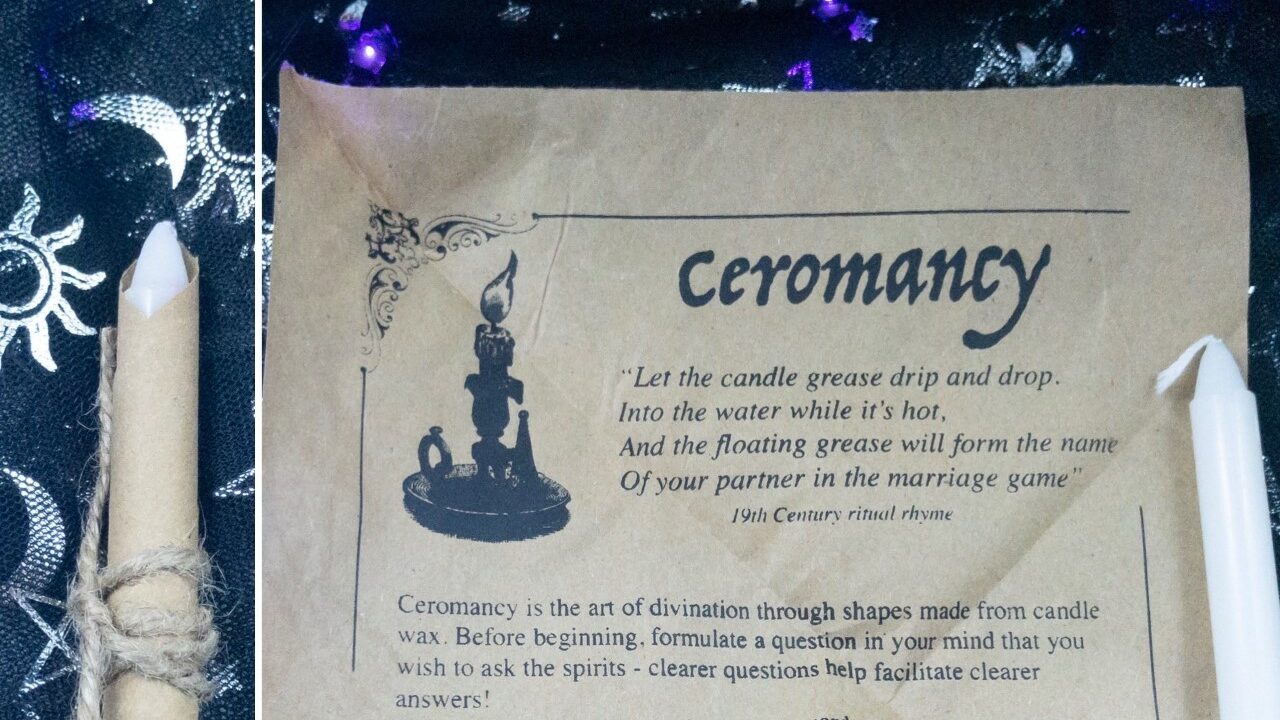 Ceromancy
“Let the candle grease drip and drop.
Into the water while it's hot,
And the floating grease will form the name
Of your partner in the marriage game”
19th Century ritual rhyme
Ceromancy is the art of divination through shapes made from candle
wax. Before beginning, formulate a question in your mind that you
wish to ask the spirits - clearer questions help facilitate clearer
answers!